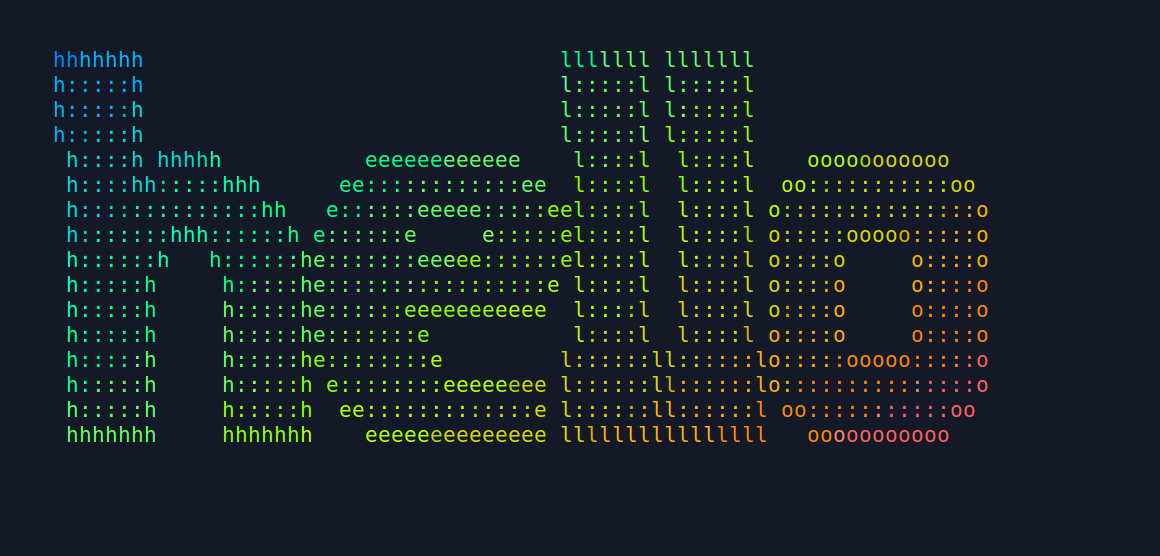 hhhhhhh                                lllllll lllllll
h:::::h                                l:::::l l:::::l
h:::::h                                l:::::l l:::::l
h:::::h                                l:::::l l:::::l
 h::::h hhhhh           eeeeeeeeeeee    l::::l  l::::l    ooooooooooo
 h::::hh:::::hhh      ee::::::::::::ee  l::::l  l::::l  oo:::::::::::oo
 h::::::::::::::hh   e::::::eeeee:::::eel::::l  l::::l o:::::::::::::::o
 h:::::::hhh::::::h e::::::e     e:::::el::::l  l::::l o:::::ooooo:::::o
 h::::::h   h::::::he:::::::eeeee::::::el::::l  l::::l o::::o     o::::o
 h:::::h     h:::::he:::::::::::::::::e l::::l  l::::l o::::o     o::::o
 h:::::h     h:::::he::::::eeeeeeeeeee  l::::l  l::::l o::::o     o::::o
 h:::::h     h:::::he:::::::e           l::::l  l::::l o::::o     o::::o
 h:::::h     h:::::he::::::::e         l::::::ll::::::lo:::::ooooo:::::o
 h:::::h     h:::::h e::::::::eeeeeeee l::::::ll::::::lo:::::::::::::::o
 h:::::h     h:::::h  ee:::::::::::::e l::::::ll::::::l oo:::::::::::oo
 hhhhhhh     hhhhhhh    eeeeeeeeeeeeee llllllllllllllll   ooooooooooo